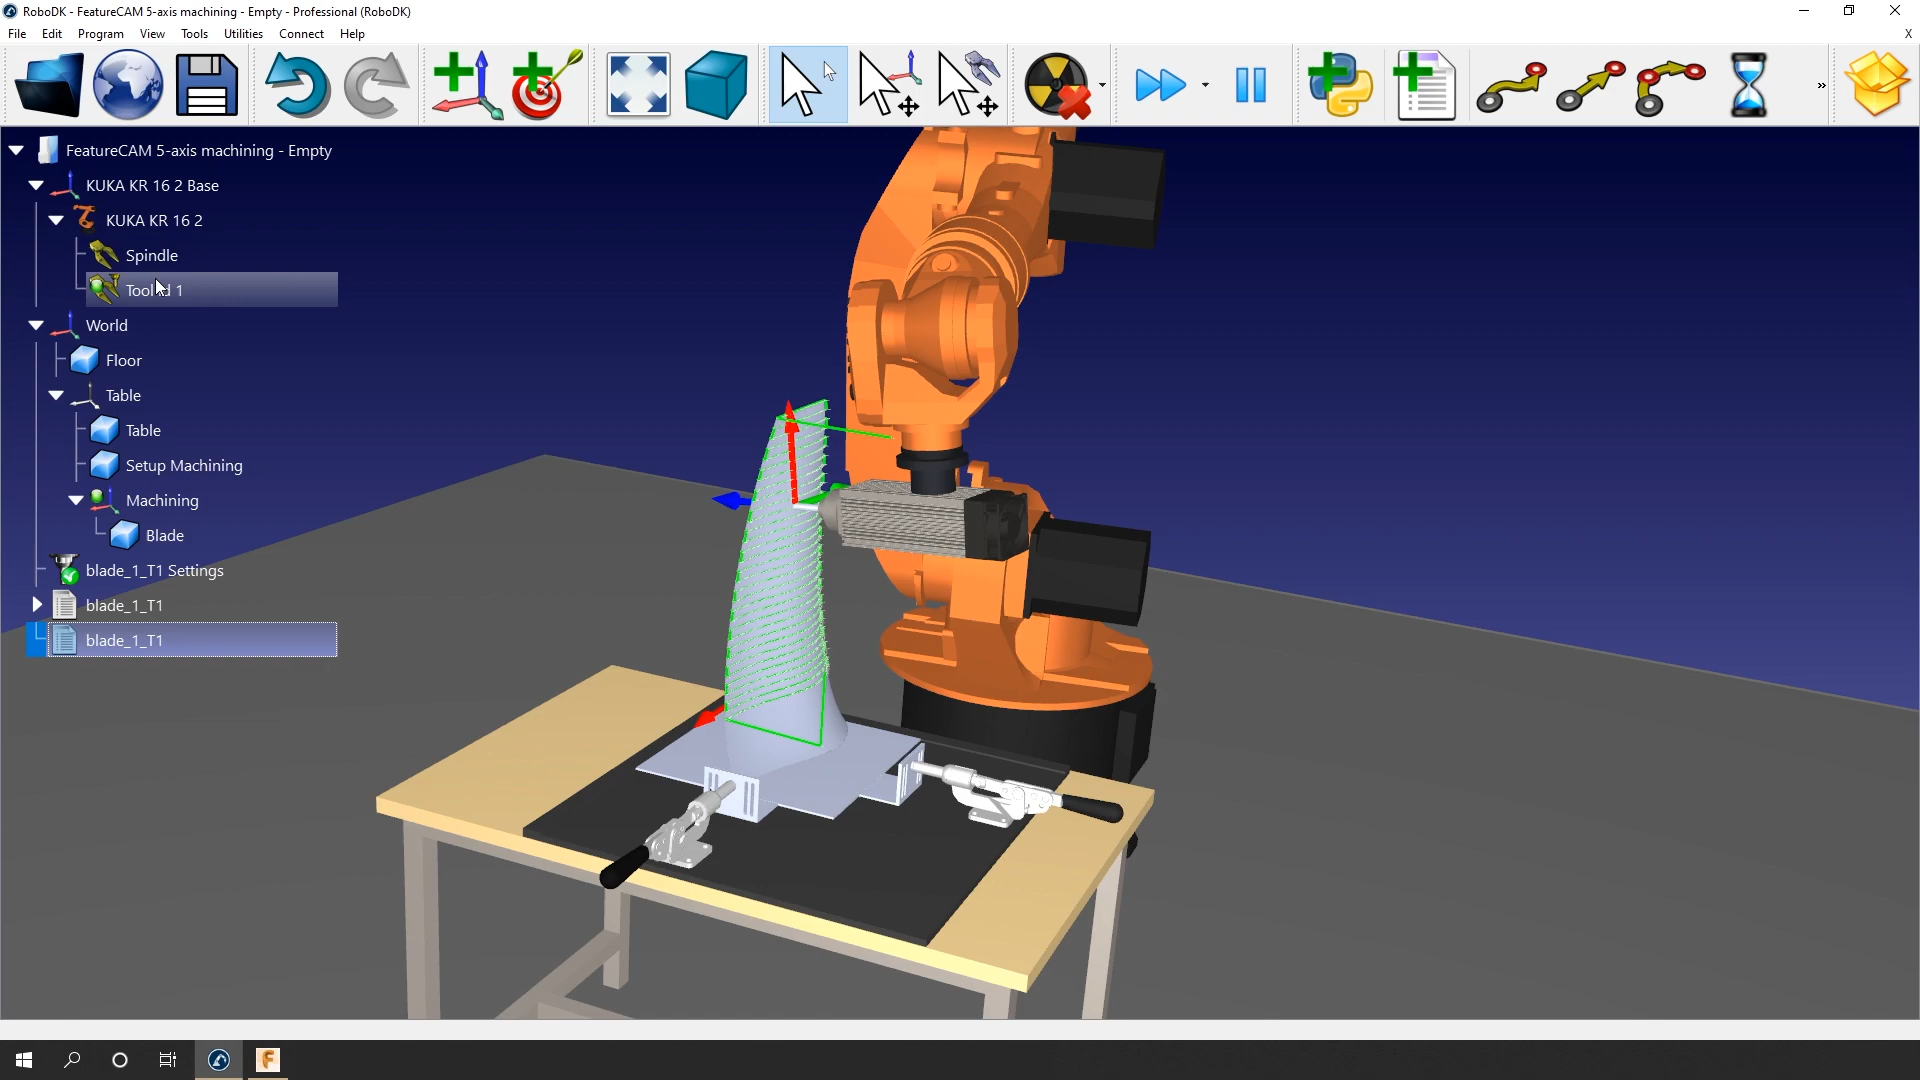 RoboDK - FeatureCAM 5-axis machining - Empty - Professional (RoboDK)
File Edit Program View Tools Utilities Connect Help X
»
FeatureCAM 5-axis machining - Empty
KUKA KR 16 2 Base
KUKA KR 16 2
Spindle
1
World
Floor
Table
Table
Setup Machining
Machining
Blade
blade_1_T1 Settings
blade_1_T1
blade_1_T1